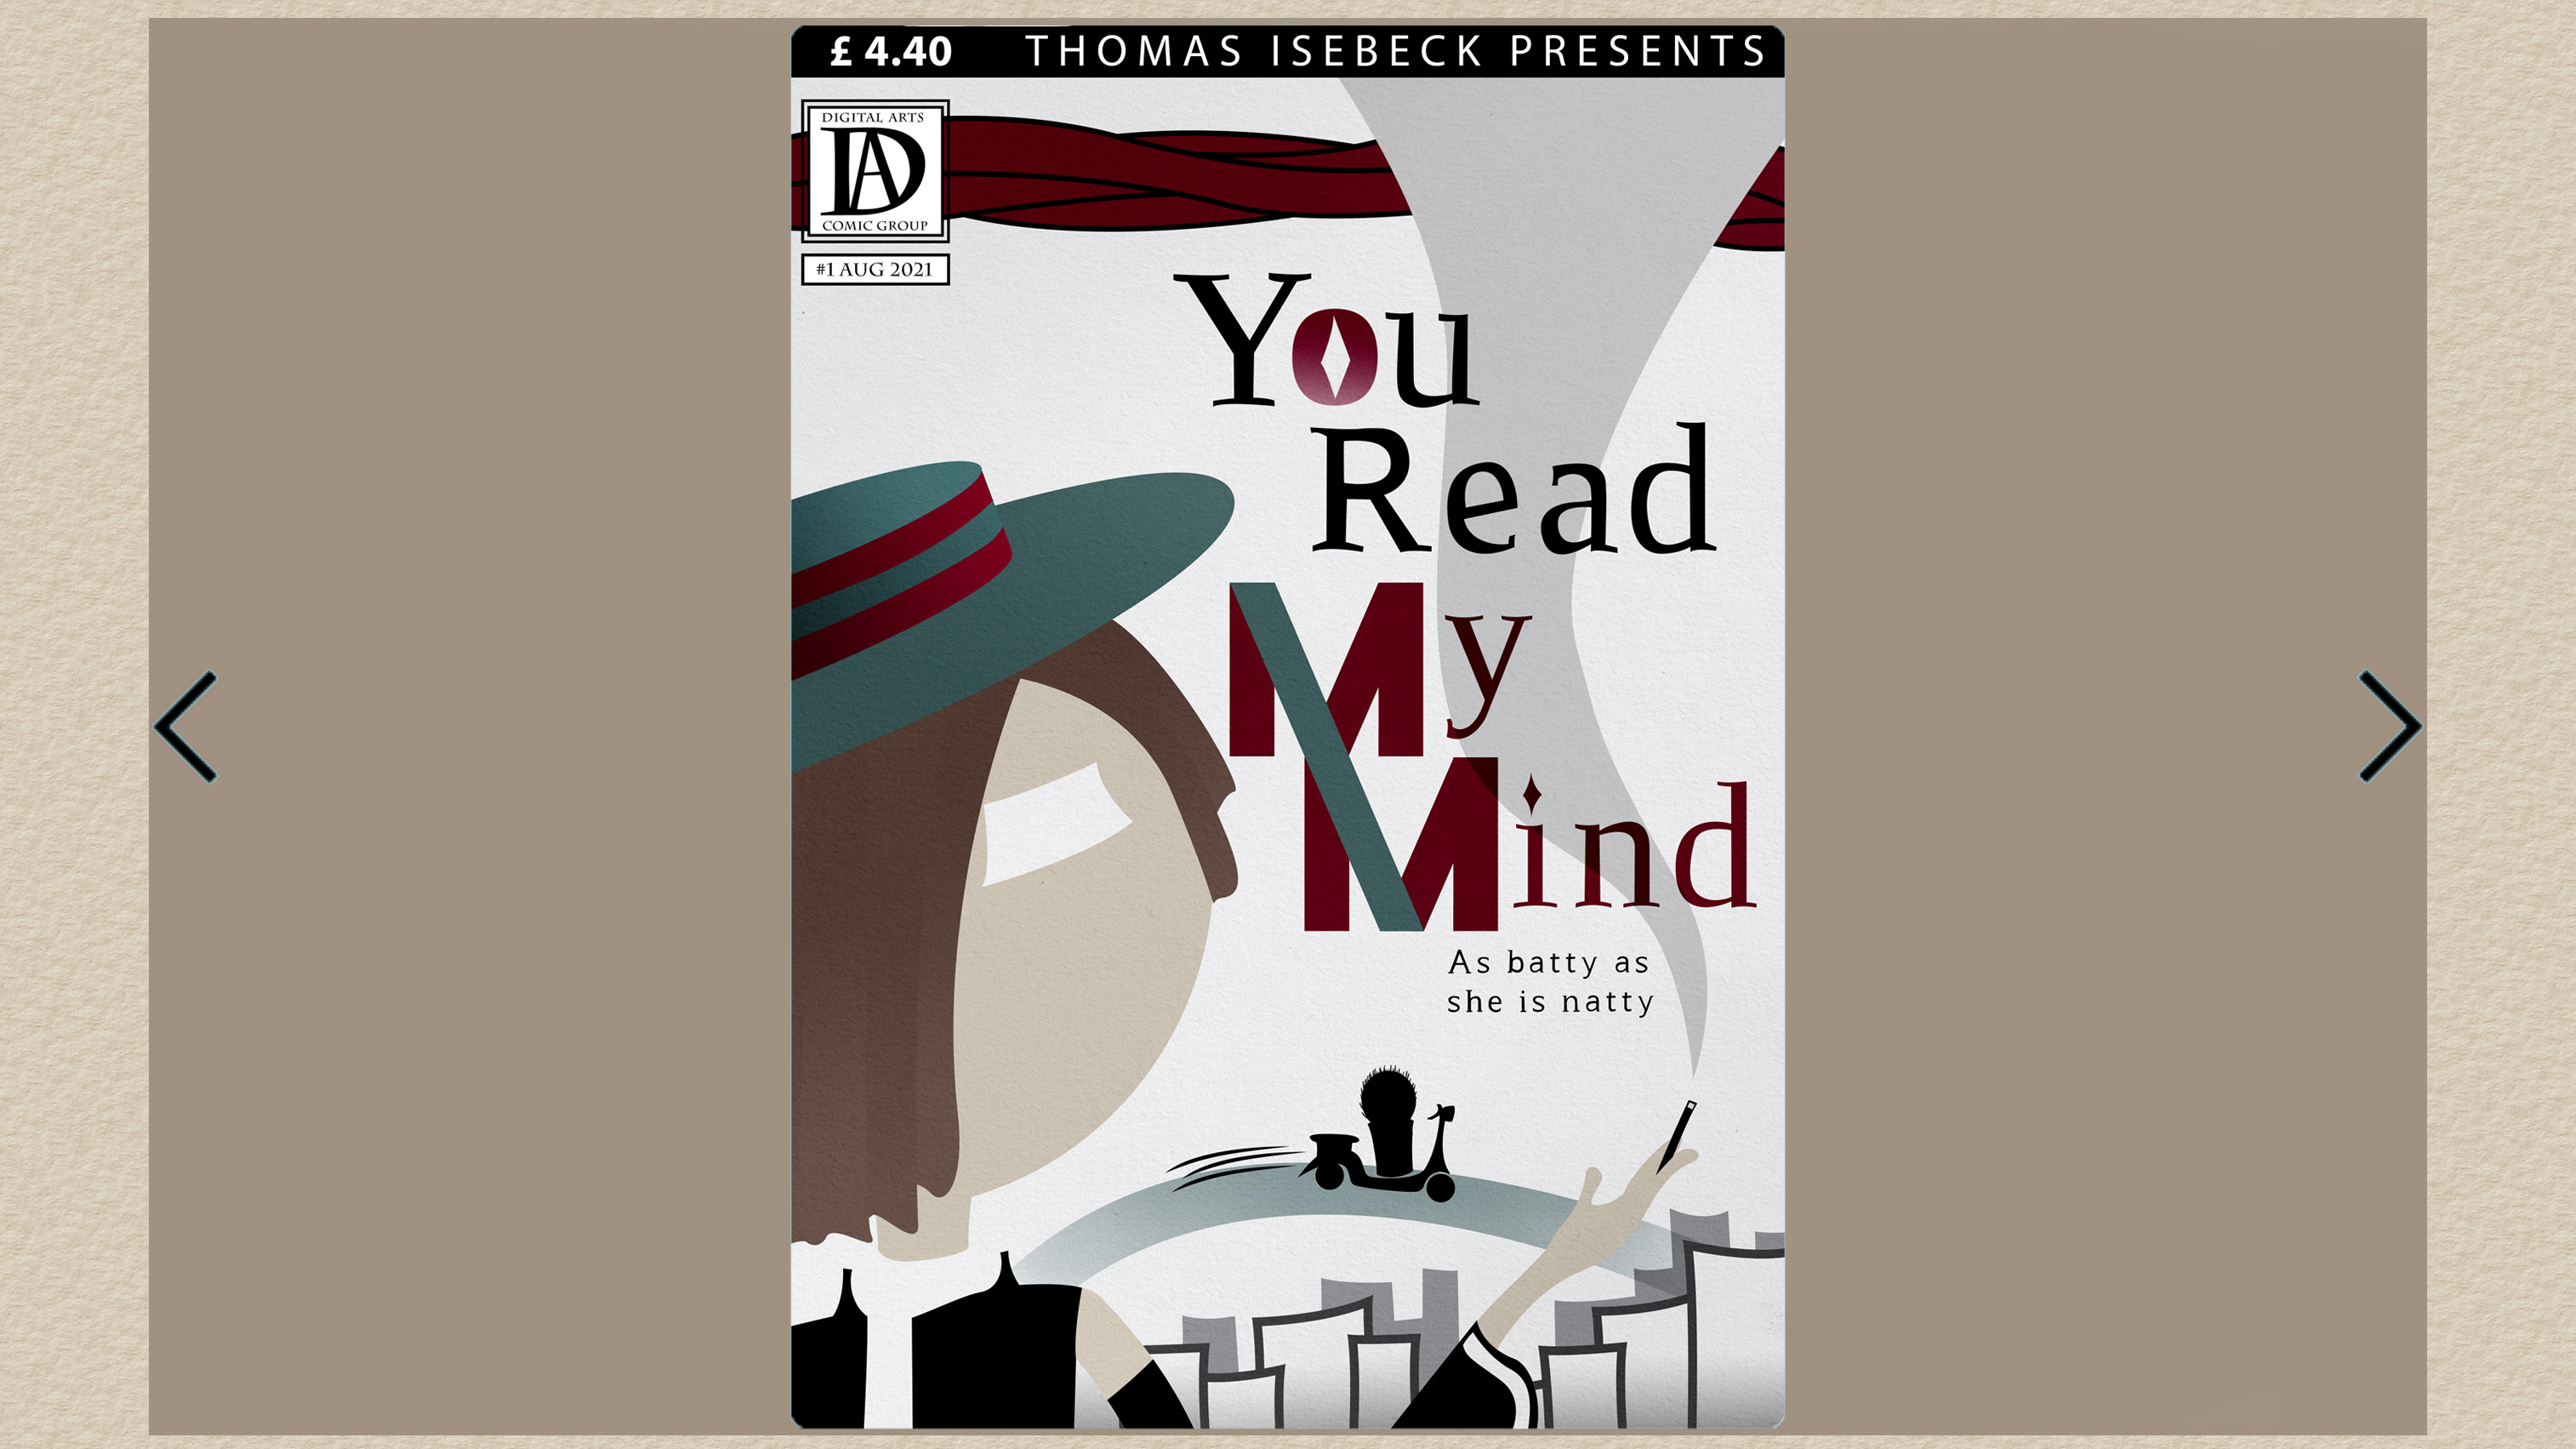 £ 4.40 THOMAS ISEBECK PRESENTS
DIGITAL ARTS
DA
COMIC GROUP
#1 AUG 2021
You
Read
My
Mind
As batty as
she is natty